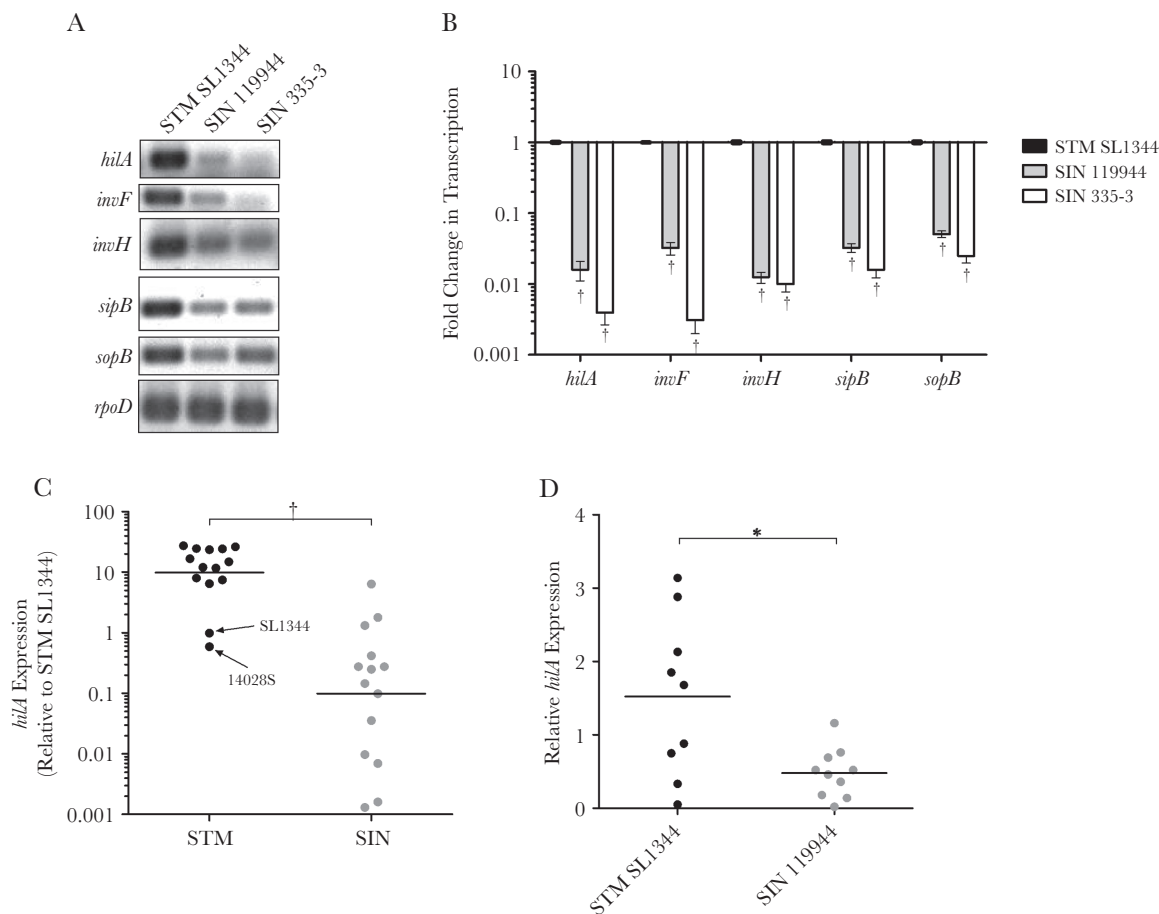 A
STM SL1344
SIN 119944
SIN 335-3
hilA
invF
invH
sipB
sopB
rpoD
B
Fold Change in Transcription
10
1
0.1
0.01
0.001
† † † † † † † † † †
hilA invF invH sipB sopB
STM SL1344
SIN 119944
SIN 335-3
C
hilA Expression
(Relative to STM SL1344)
100
10
1
0.1
0.01
0.001
†
SL1344
14028S
STM SIN
D
Relative hilA Expression
4
3
2
1
0
*
STM SL1344
SIN 119944